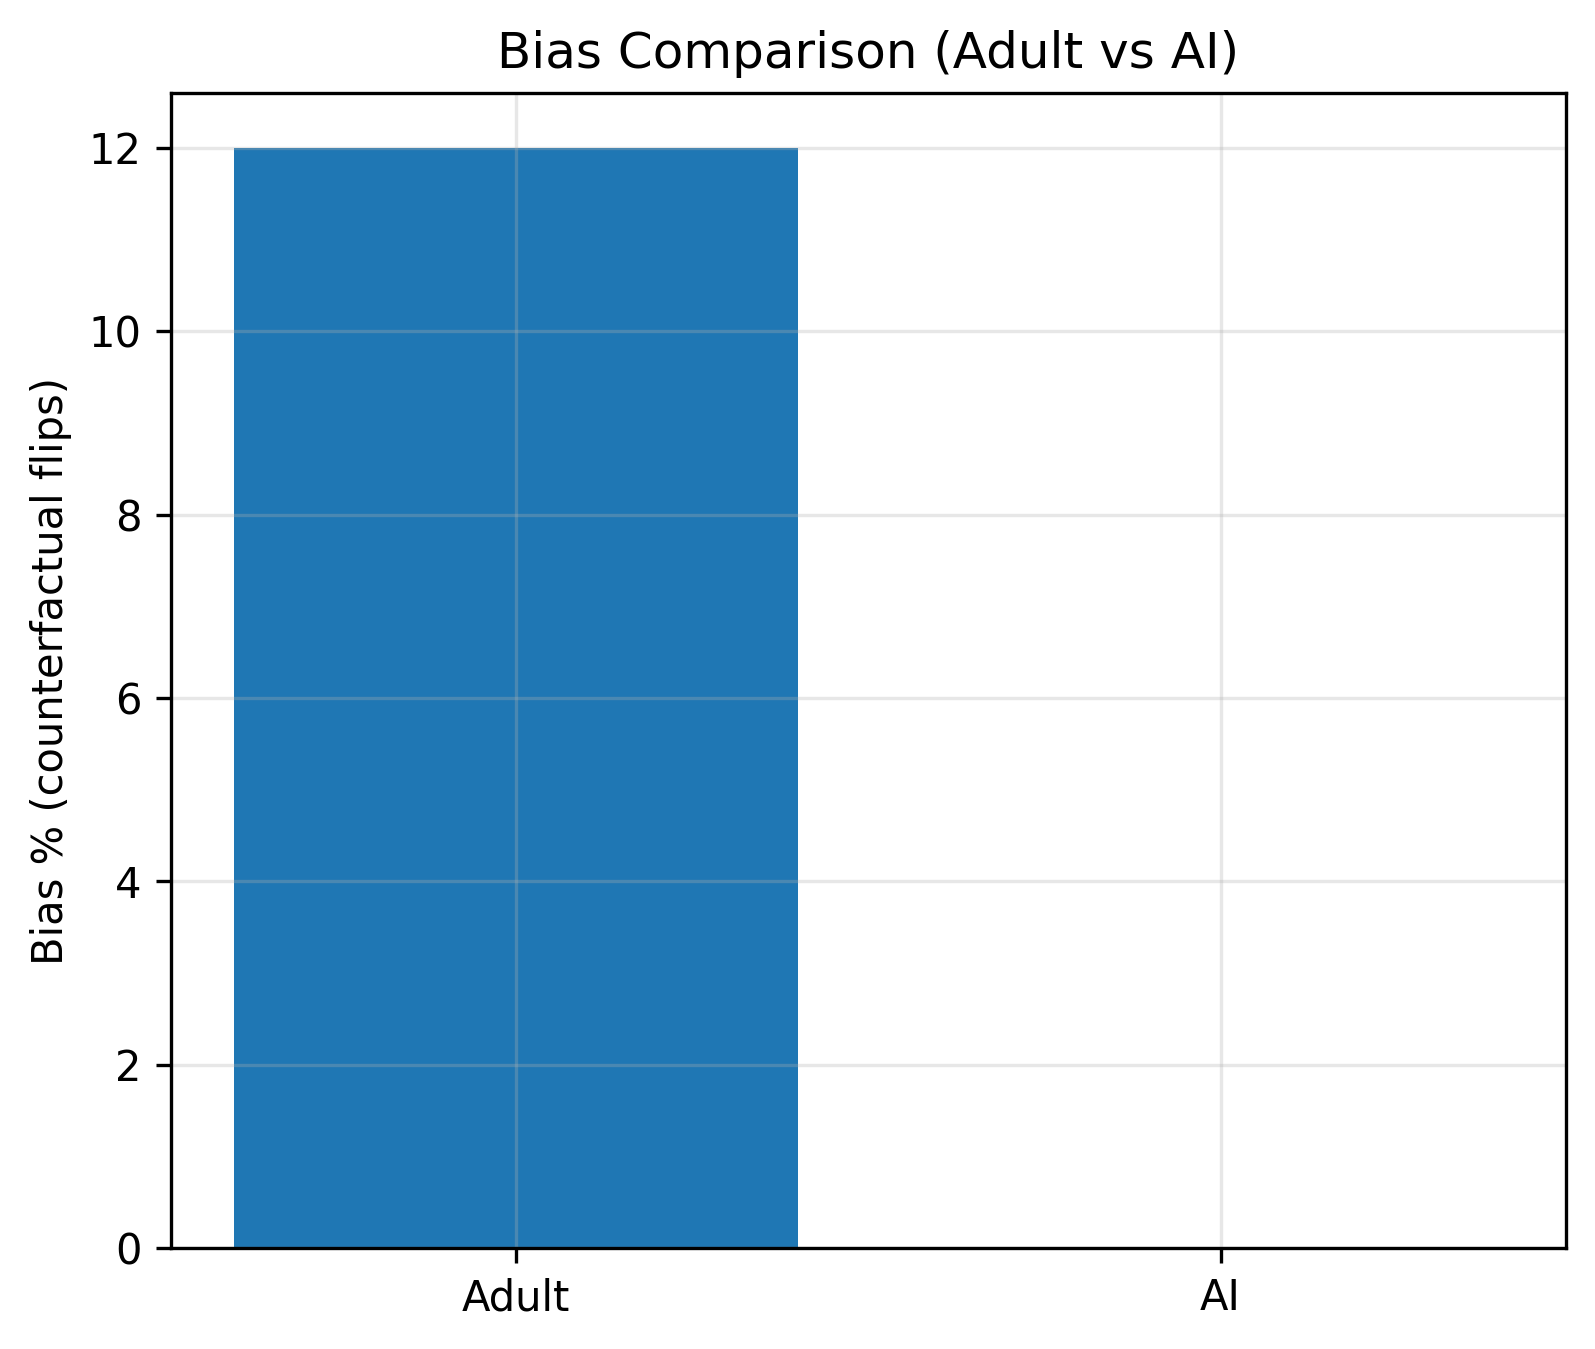 Bias Comparison (Adult vs AI)
Bias % (counterfactual flips)
12
10
8
6
4
2
0
Adult
AI